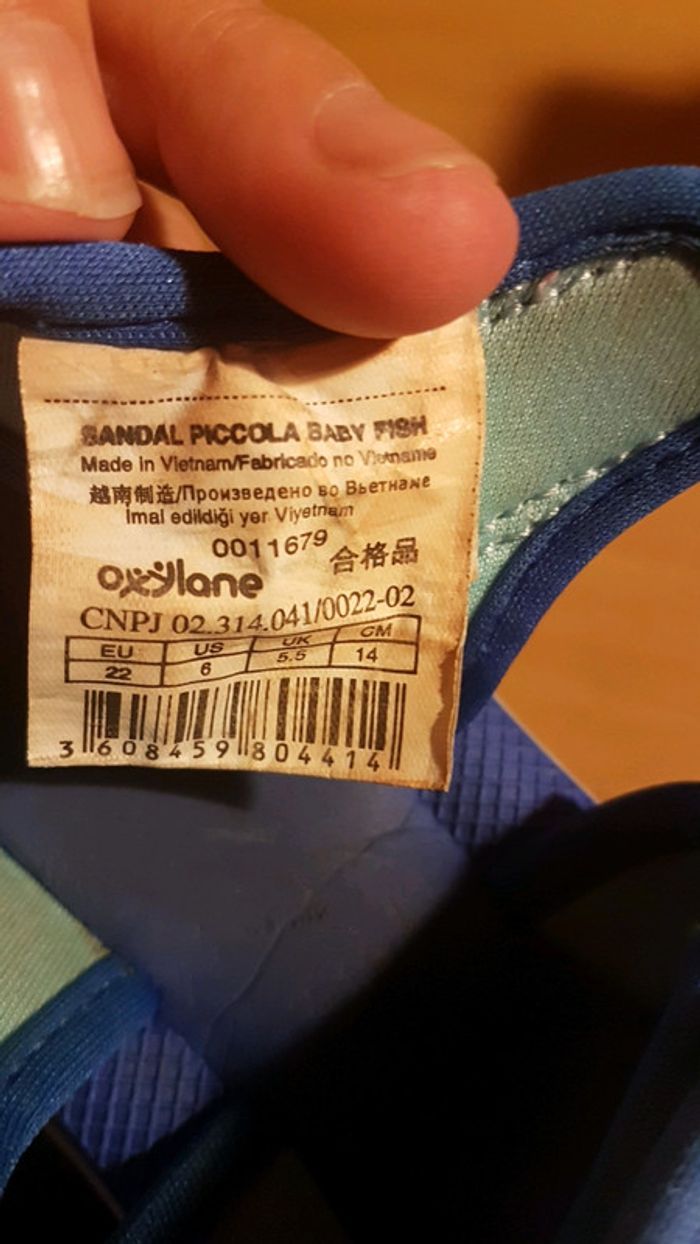 SANDAL PICCOLA BABY FISH
Made in Vietnam/Fabricado no Vietname
越南制造/Произведено во Вьетнаме
Imal edildiği yer Viyetnam
0011679 合格品
oxylane
CNPJ 02.314.041/0022-02
EU US UK CM
22 6 5.5 14
3 608459 804414